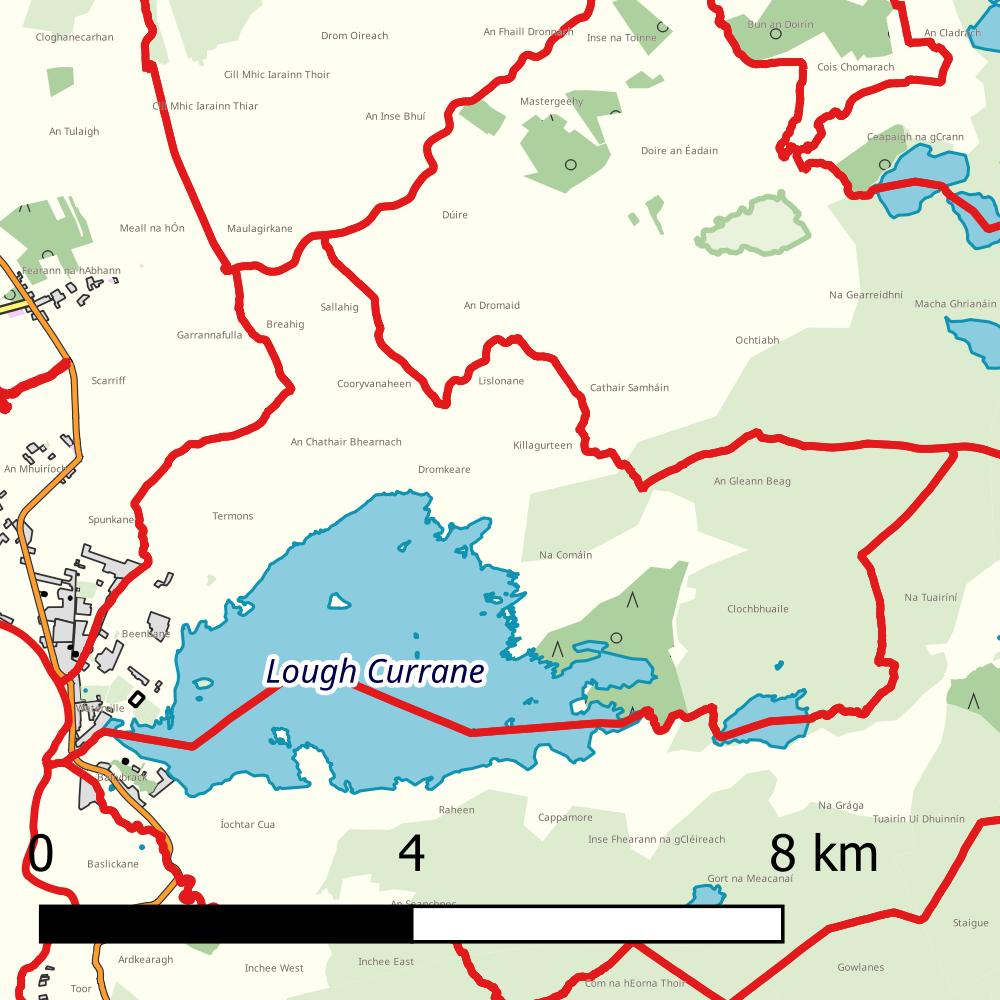 Bun an Doirín
An Fhaill Dronnach
An Cladrach
Drom Oireach
Inse na Toinne
Cloghanecarhan
Cois Chomarach
Cill Mhic Iarainn Thoir
Mastergeehy
Cill Mhic Iarainn Thiar
An Inse Bhuí
An Tulaigh
Ceapaigh na gCrann
Doire an Éadain
Dúire
Meall na hÓn
Maulagirkane
Fearann na hAbhann
Na Gearreidhní
Macha Ghrianáin
Sallahig
An Dromaid
Breahig
Garrannafulla
Ochtiabh
Scarriff
Cooryvanaheen
Lislonane
Cathair Samháin
An Chathair Bhearnach
Killagurteen
An Mhuiríoch
Dromkeare
An Gleann Beag
Spunkane
Termons
Na Comáin
Na Tuairíní
Clochbhuaile
Beenbane
Lough Currane
Waterville
Ballybrack
Na Grága
Raheen
Cappamore
Tuairín Uí Dhuinnín
Íochtar Cua
Inse Fhearann na gCléireach
0 4 8 km
Baslickane
Gort na Meacanaí
An Seanchnoc
Staigue
Ardkearagh
Inchee West
Inchee East
Gowlanes
Com na hEorna Thoir
Toor